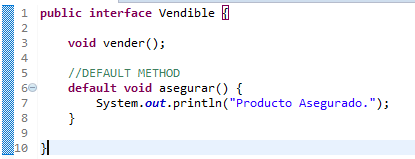 1 public interface Vendible {
2
3 void vender();
4
5 //DEFAULT METHOD
6 default void asegurar() {
7 System.out.println("Producto Asegurado.");
8 }
9
10 }